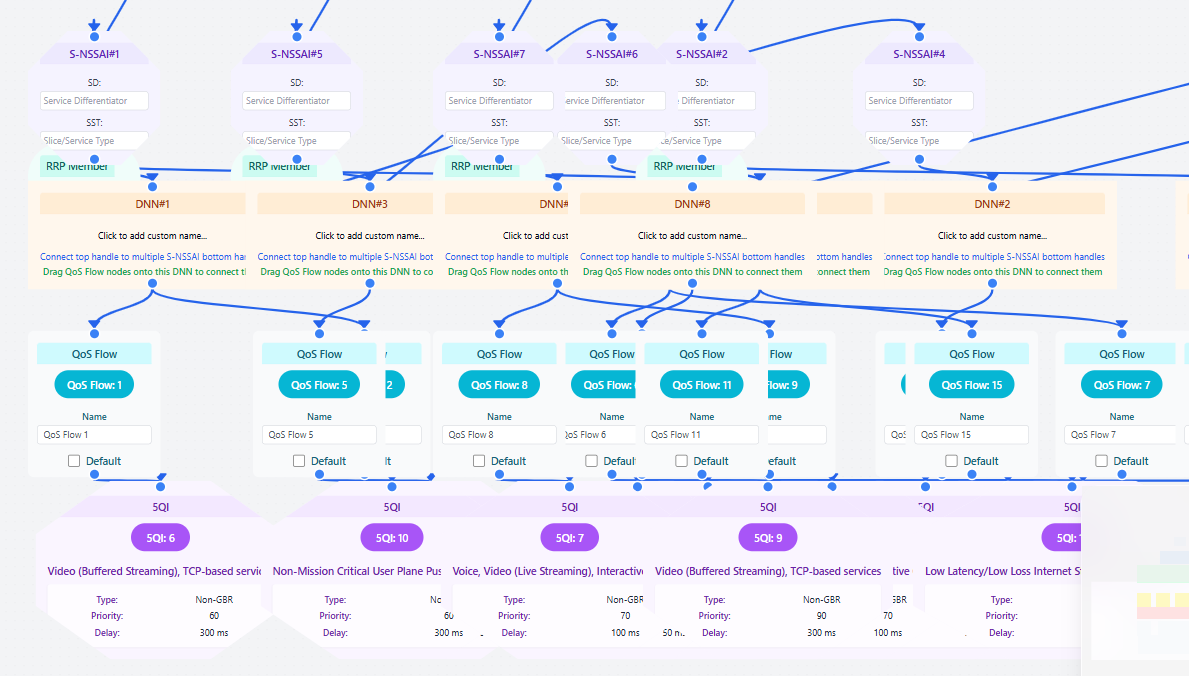 S-NSSAI#1 S-NSSAI#5 S-NSSAI#7 S-NSSAI#6 S-NSSAI#2 S-NSSAI#4
SD: SD: SD: SD: SD: SD:
Service Differentiator Service Differentiator Service Differentiator ervice Differentiator Differentiator Service Differentiator
SST: SST: SST: SST: SST: SST:
Slice/Service Type Slice/Service Type Slice/Service Type Slice/Service Type /Service Type Slice/Service Type
RRP Member RRP Member RRP Member RRP Member
DNN#1 DNN#3 DNN# DNN#8 DNN#2
Click to add custom name... Click to add custom name... Click to add cust Click to add custom name... Click to add custom name...
Connect top handle to multiple S-NSSAI bottom har Connect top handle to multiple S-NSSAI bot Connect top handle to mul Connect top handle to multiple S-NSSAI bottom handles ottom handles Connect top handle to multiple S-NSSAI bottom handles
Drag QoS Flow nodes onto this DNN to connect tl Drag QoS Flow nodes onto this DNN to co Drag QoS Flow nodes onto th Drag QoS Flow nodes onto this DNN to connect them onnect them Drag QoS Flow nodes onto this DNN to connect them
QoS Flow QoS Flow QoS Flow QoS Flow QoS Flow Flow QoS Flow QoS Flow
QoS Flow: 1 QoS Flow: 5 2 QoS Flow: 8 QoS Flow: QoS Flow: 11 Flow: 9 QoS Flow: 15 QoS Flow: 7
Name Name Name Name Name me Name Name
QoS Flow 1 QoS Flow 5 QoS Flow 8 QoS Flow 6 QoS Flow 11 QoS QoS Flow 15 QoS Flow 7
Default Default lt Default Defaul Default efault Default Default
5QI 5QI 5QI 5QI 5QI 5QI
5QI: 6 5QI: 10 5QI: 7 5QI: 9 5QI:
Video (Buffered Streaming), TCP-based servic Non-Mission Critical User Plane Pus Voice, Video (Live Streaming), Interactive Video (Buffered Streaming), TCP-based services tive Low Latency/Low Loss Internet S
Type: Non-GBR Type: No Type: Non-GBR Type: Non-GBR GBR Type:
Priority: 60 Priority: 60 Priority: 70 Priority: 90 70 Priority:
Delay: 300 ms Delay: 300 ms Delay: 100 ms 50 m Delay: 300 ms 100 ms Delay: